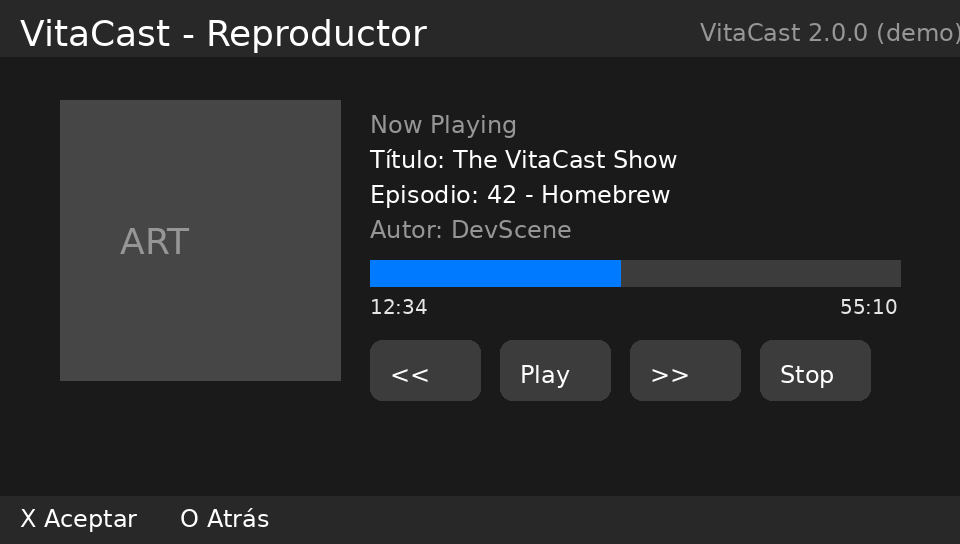 VitaCast - Reproductor
VitaCast 2.0.0 (demo)
ART
Now Playing
Título: The VitaCast Show
Episodio: 42 - Homebrew
Autor: DevScene
12:34 55:10
<< Play >> Stop
X Aceptar O Atrás